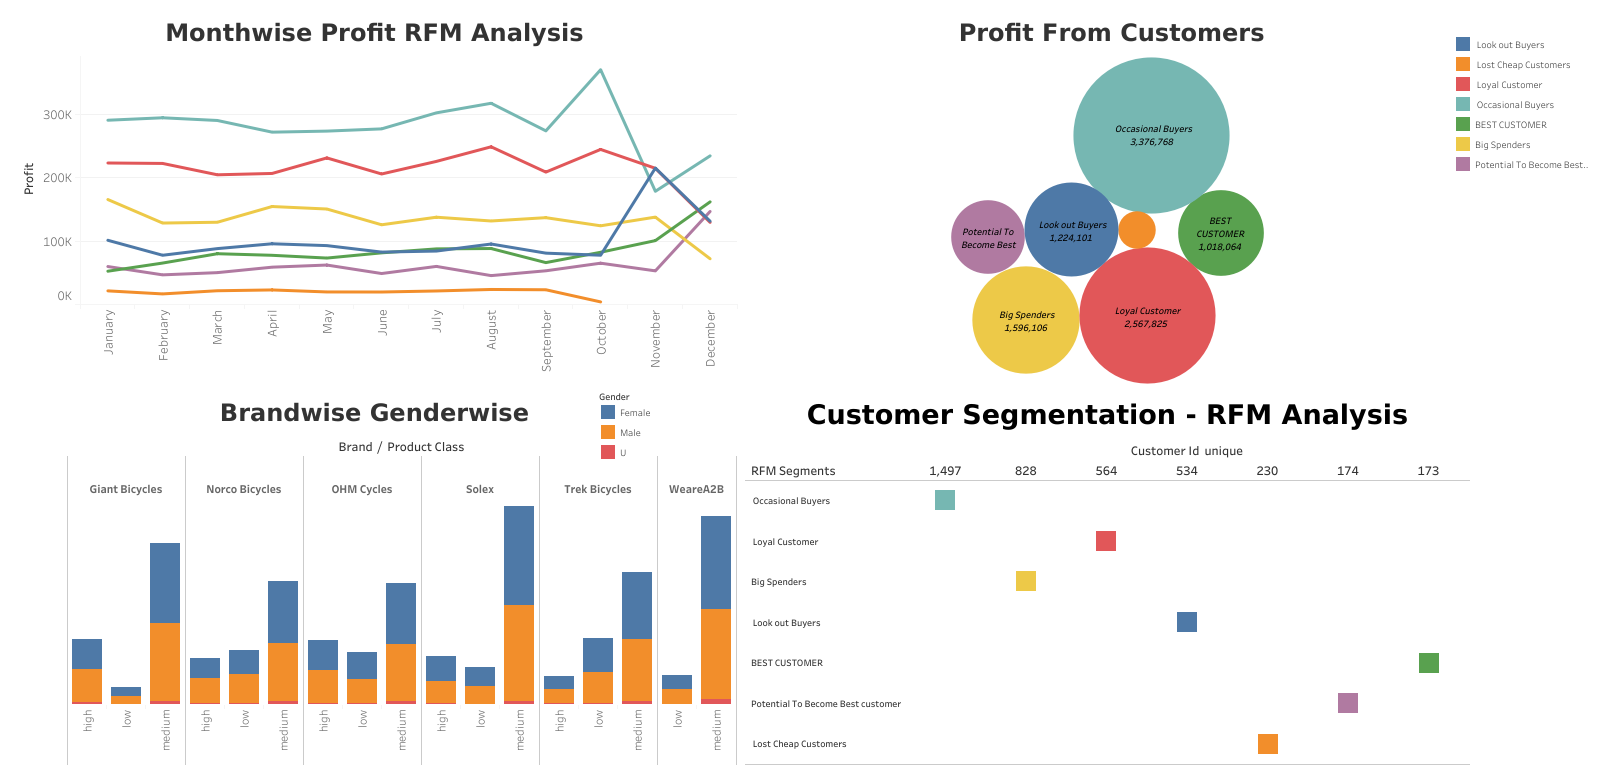 Monthwise Profit RFM Analysis
Profit
300K
200K
100K
0K
January
February
March
April
May
June
July
August
September
October
November
December
Profit From Customers
Occasional Buyers
3,376,768
Potential To
Become Best
Look out Buyers
1,224,101
BEST
CUSTOMER
1,018,064
Big Spenders
1,596,106
Loyal Customer
2,567,825
Look out Buyers
Lost Cheap Customers
Loyal Customer
Occasional Buyers
BEST CUSTOMER
Big Spenders
Potential To Become Best..
Brandwise Genderwise
Gender
Female
Male
U
Brand / Product Class
Giant Bicycles
Norco Bicycles
OHM Cycles
Solex
Trek Bicycles
WeareA2B
high
low
medium
high
low
medium
high
low
medium
high
low
medium
high
low
medium
low
medium
Customer Segmentation - RFM Analysis
Customer Id unique
RFM Segments 1,497 828 564 534 230 174 173
Occasional Buyers
Loyal Customer
Big Spenders
Look out Buyers
BEST CUSTOMER
Potential To Become Best customer
Lost Cheap Customers